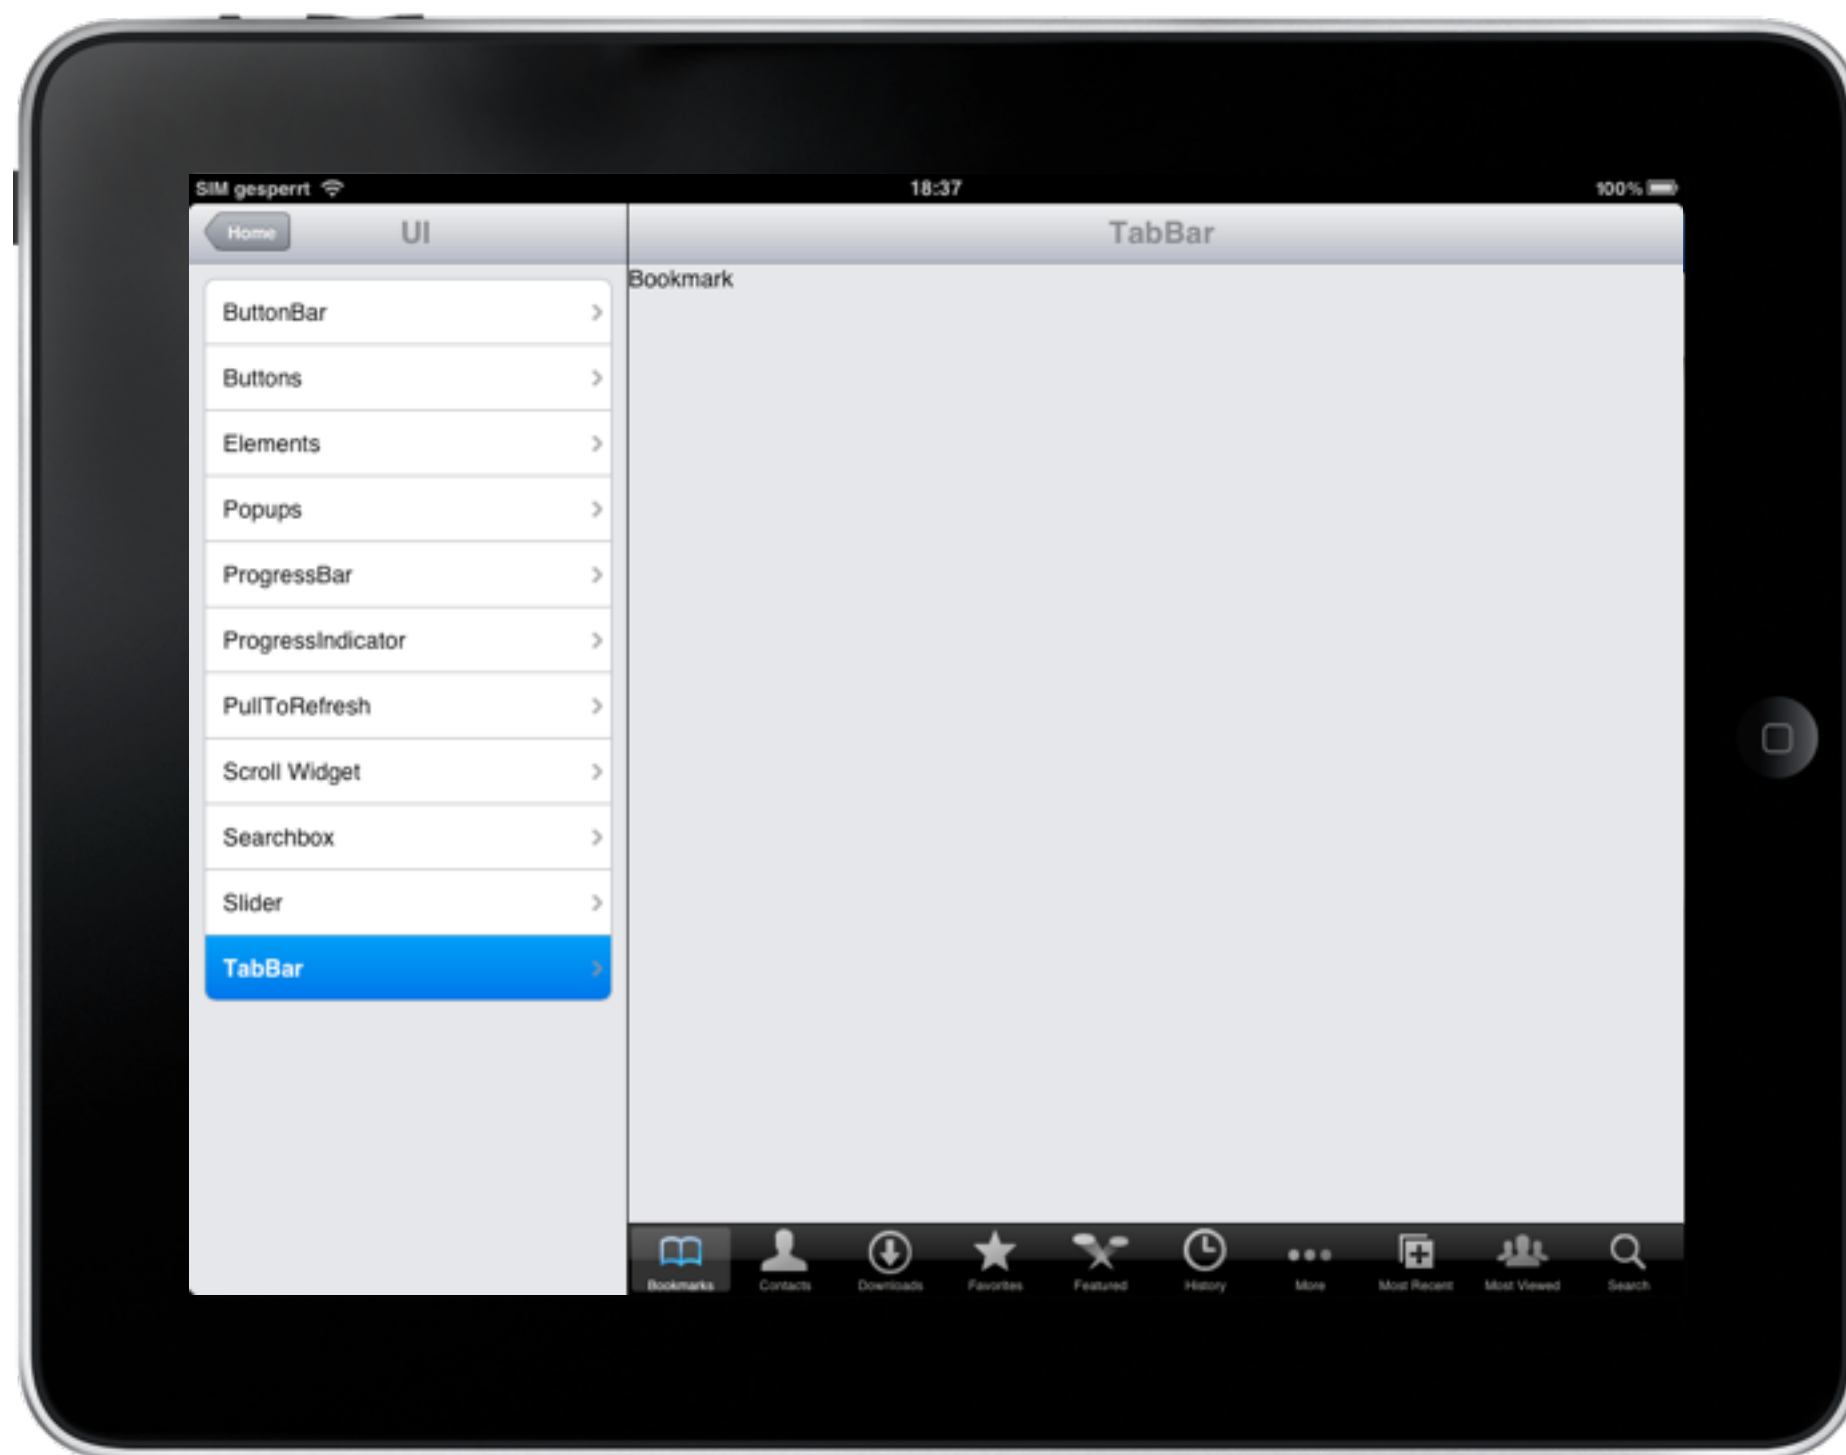 SIM gesperrt
18:37
100%
Home
UI
TabBar
ButtonBar
Buttons
Elements
Popups
ProgressBar
ProgressIndicator
PullToRefresh
Scroll Widget
Searchbox
Slider
TabBar
Bookmark
Bookmarks
Contacts
Downloads
Favorites
Featured
History
More
Most Recent
Most Viewed
Search